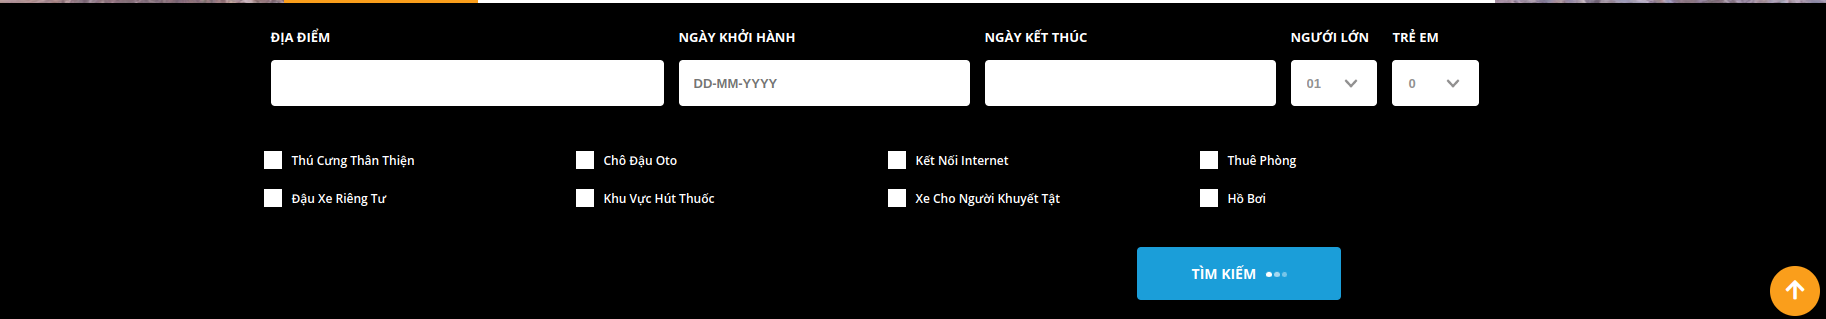 ĐỊA ĐIỂM NGÀY KHỞI HÀNH NGÀY KẾT THÚC NGƯỜI LỚN TRẺ EM
DD-MM-YYYY 01 0
Thú Cưng Thân Thiện Chô Đậu Oto Kết Nối Internet Thuê Phòng
Đậu Xe Riêng Tư Khu Vực Hút Thuốc Xe Cho Người Khuyết Tật Hồ Bơi
TÌM KIẾM